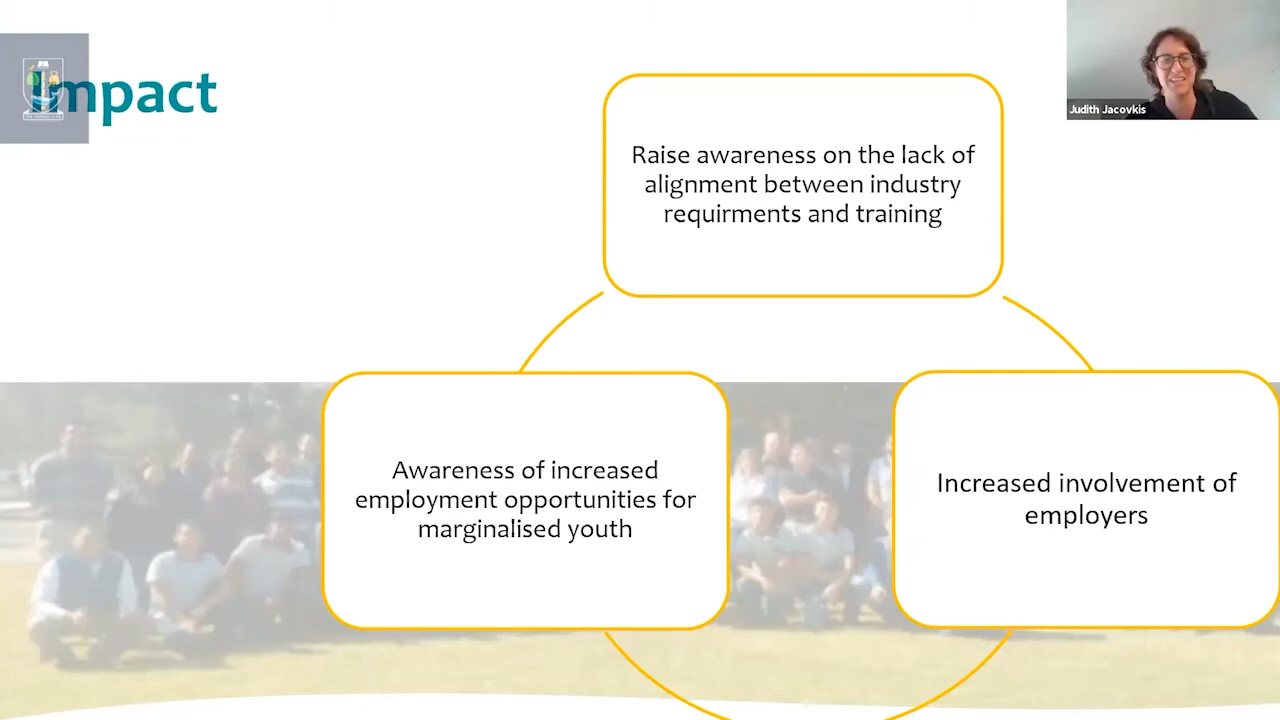 Impact
Judith Jacovkis
Raise awareness on the lack of
alignment between industry
requirments and training
Awareness of increased
employment opportunities for
marginalised youth
Increased involvement of
employers